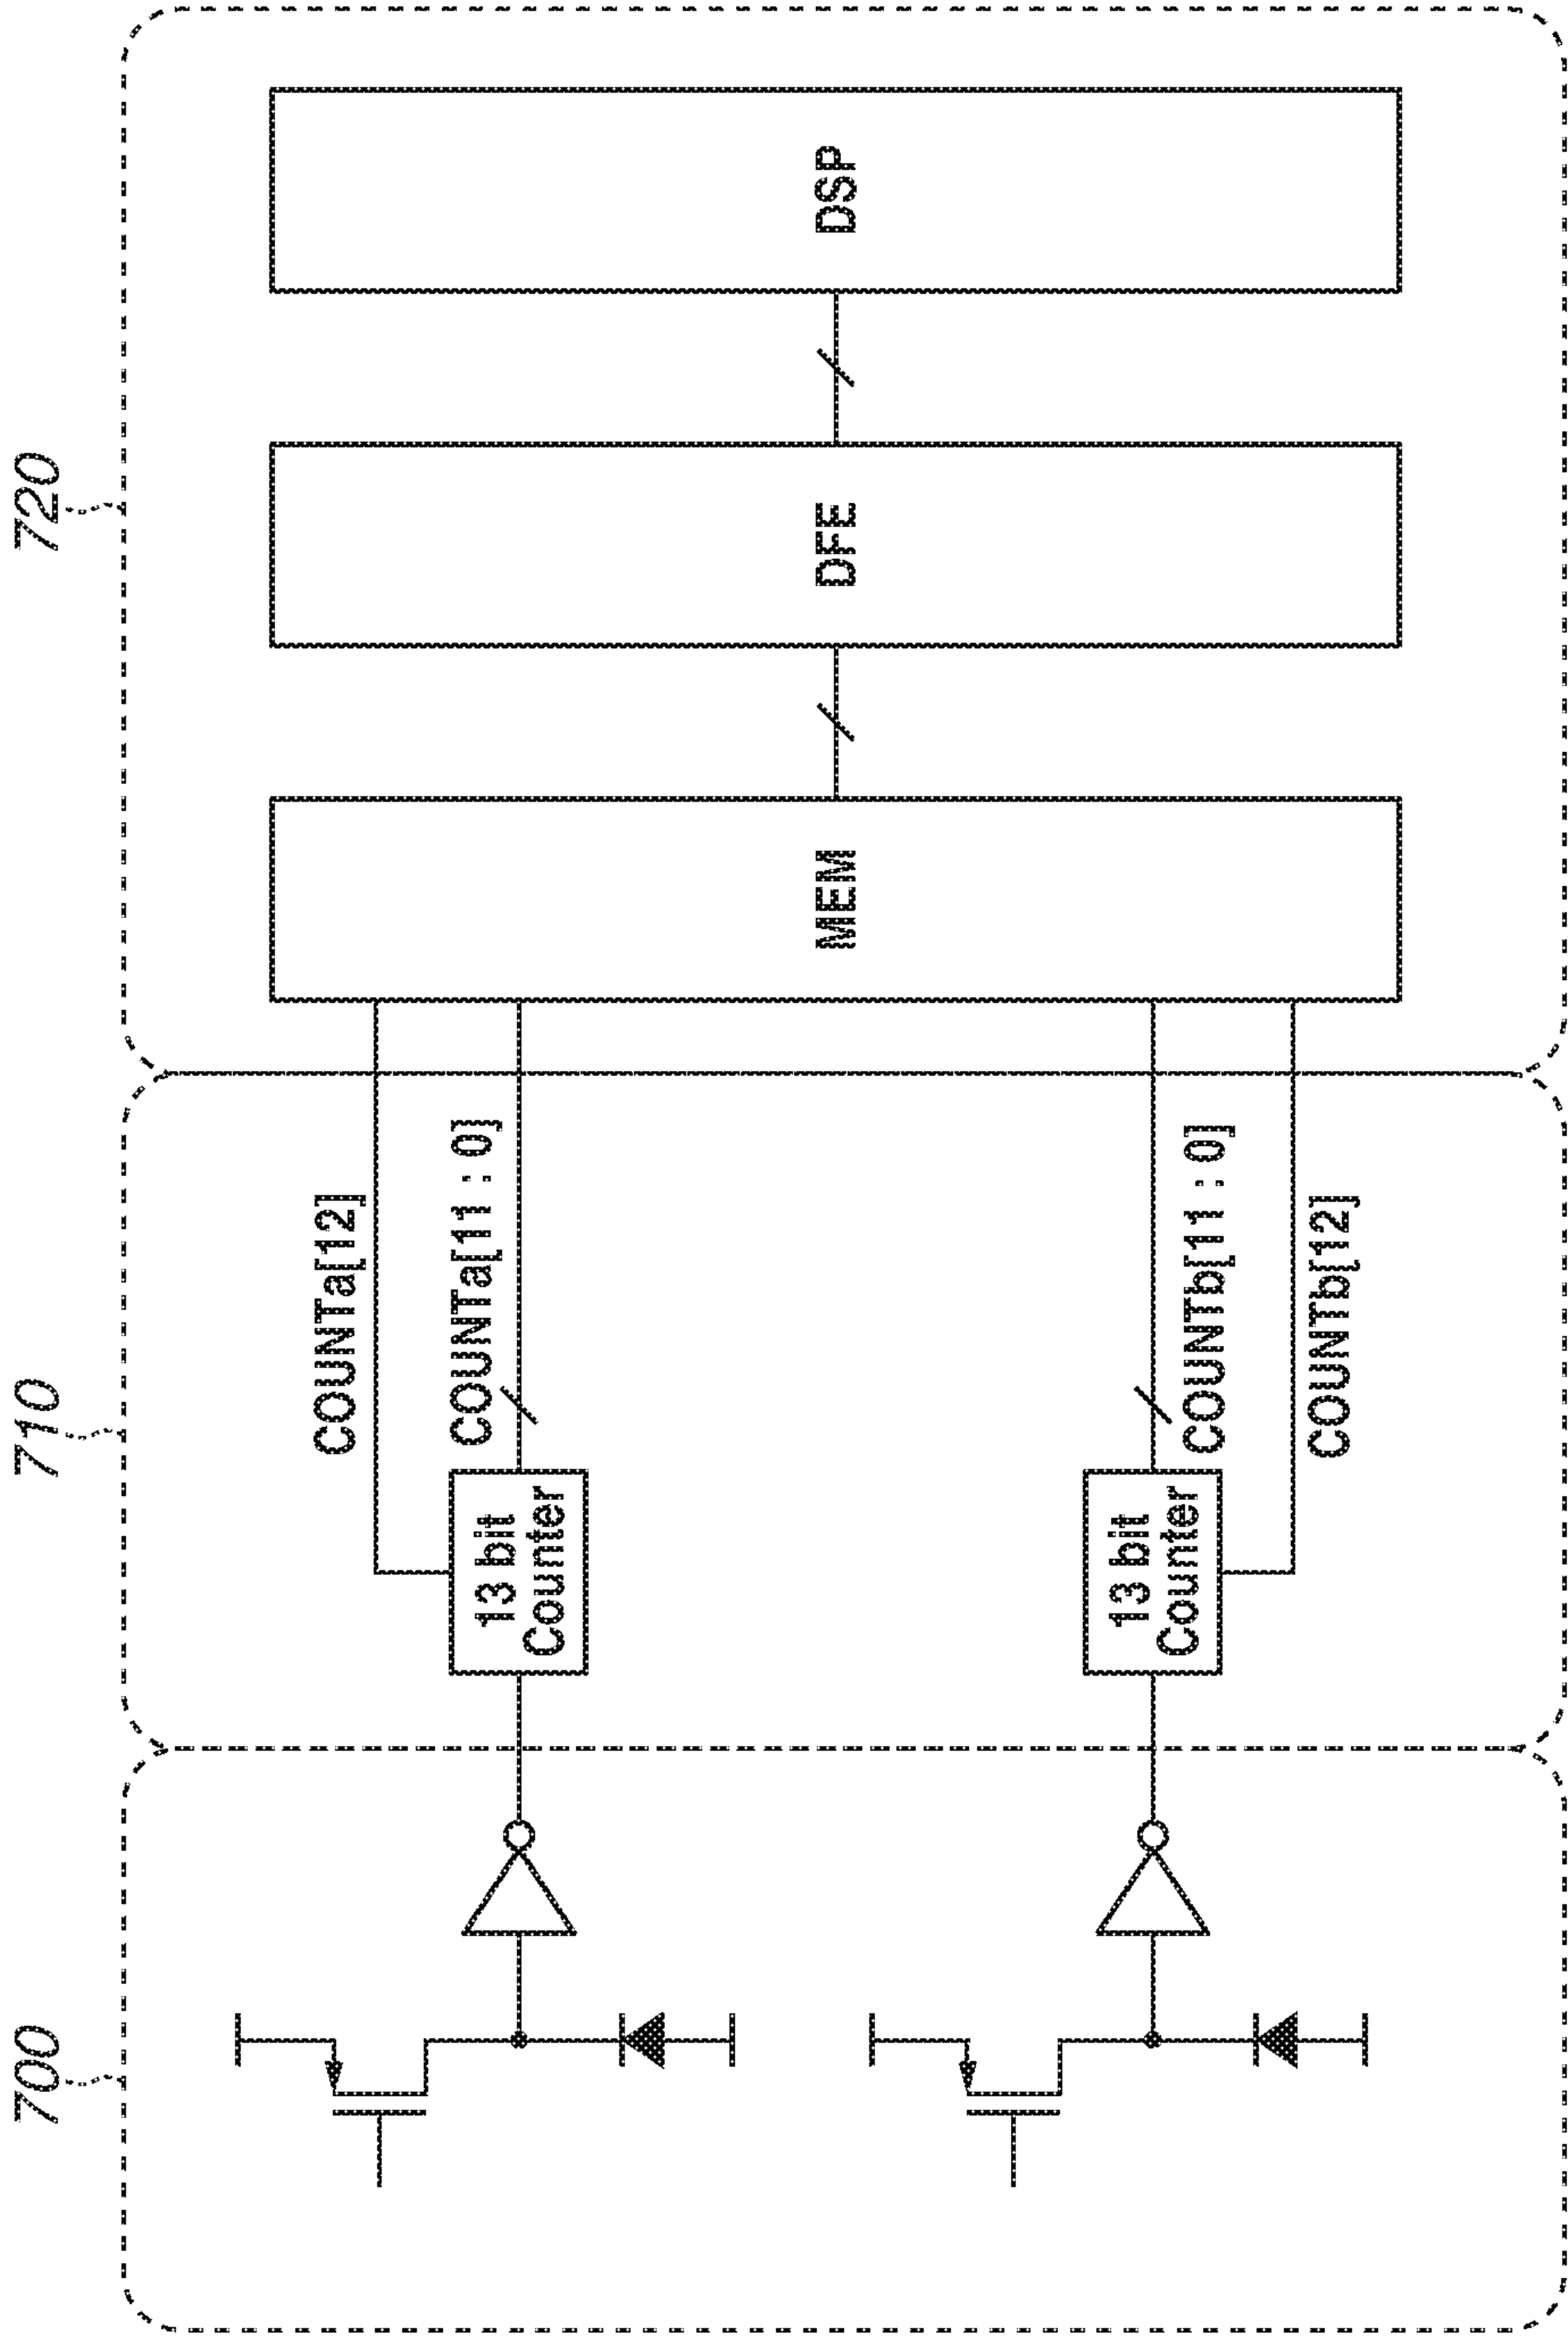 700
710
720
COUNTa[12]
COUNTa[11 : 0]
13 bit
Counter
13 bit
Counter
COUNTb[11 : 0]
COUNTb[12]
MEM
DFE
DSP